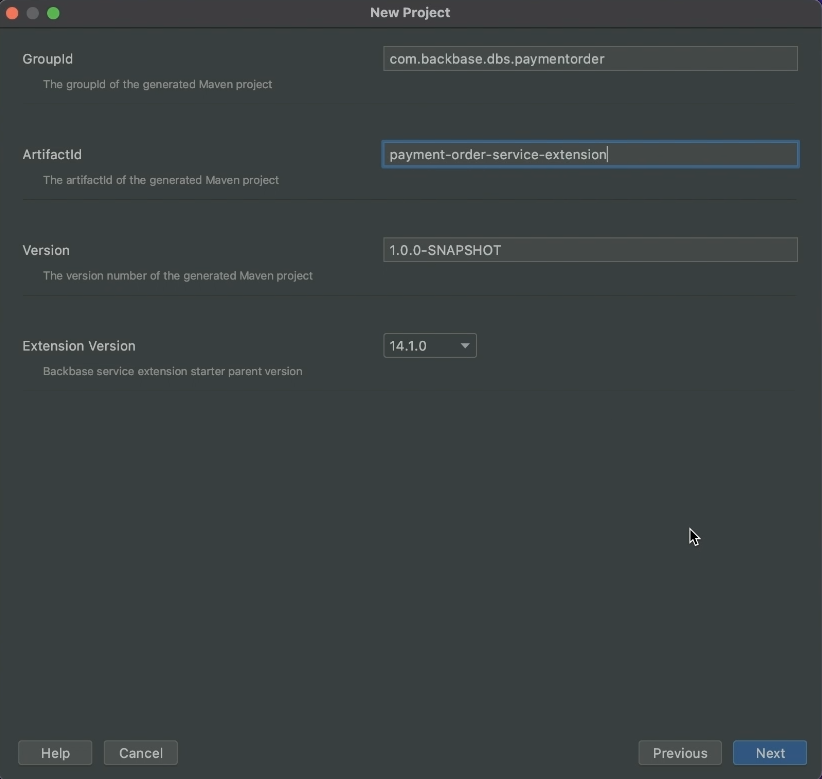 New Project
GroupId
com.backbase.dbs.paymentorder
The groupId of the generated Maven project
ArtifactId
payment-order-service-extension
The artifactId of the generated Maven project
Version
1.0.0-SNAPSHOT
The version number of the generated Maven project
Extension Version
14.1.0
Backbase service extension starter parent version
Help
Cancel
Previous
Next